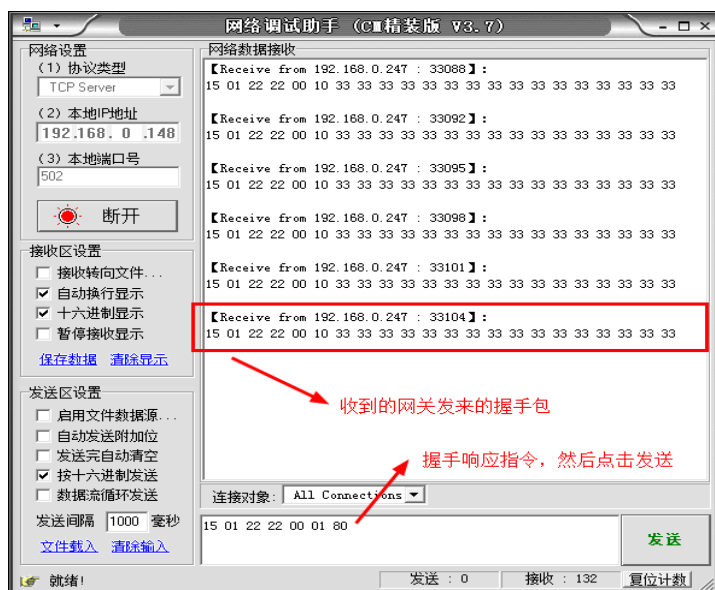 网络调试助手 (CⅡ精装版 V3.7)
网络设置
(1) 协议类型
TCP Server
(2) 本地IP地址
192.168. 0 .148
(3) 本地端口号
502
断开
接收区设置
接收转向文件...
自动换行显示
十六进制显示
暂停接收显示
保存数据 清除显示
发送区设置
启用文件数据源...
自动发送附加位
发送完自动清空
按十六进制发送
数据流循环发送
发送间隔 1000 毫秒
文件载入 清除输入
网络数据接收
【Receive from 192.168.0.247 : 33088】:
15 01 22 22 00 10 33 33 33 33 33 33 33 33 33 33 33 33 33 33 33 33
【Receive from 192.168.0.247 : 33092】:
15 01 22 22 00 10 33 33 33 33 33 33 33 33 33 33 33 33 33 33 33 33
【Receive from 192.168.0.247 : 33095】:
15 01 22 22 00 10 33 33 33 33 33 33 33 33 33 33 33 33 33 33 33 33
【Receive from 192.168.0.247 : 33098】:
15 01 22 22 00 10 33 33 33 33 33 33 33 33 33 33 33 33 33 33 33 33
【Receive from 192.168.0.247 : 33101】:
15 01 22 22 00 10 33 33 33 33 33 33 33 33 33 33 33 33 33 33 33 33
【Receive from 192.168.0.247 : 33104】:
15 01 22 22 00 10 33 33 33 33 33 33 33 33 33 33 33 33 33 33 33 33
收到的网关发来的握手包
握手响应指令，然后点击发送
连接对象: All Connections
15 01 22 22 00 01 80
发送
就绪!
发送 : 0
接收 : 132
复位计数